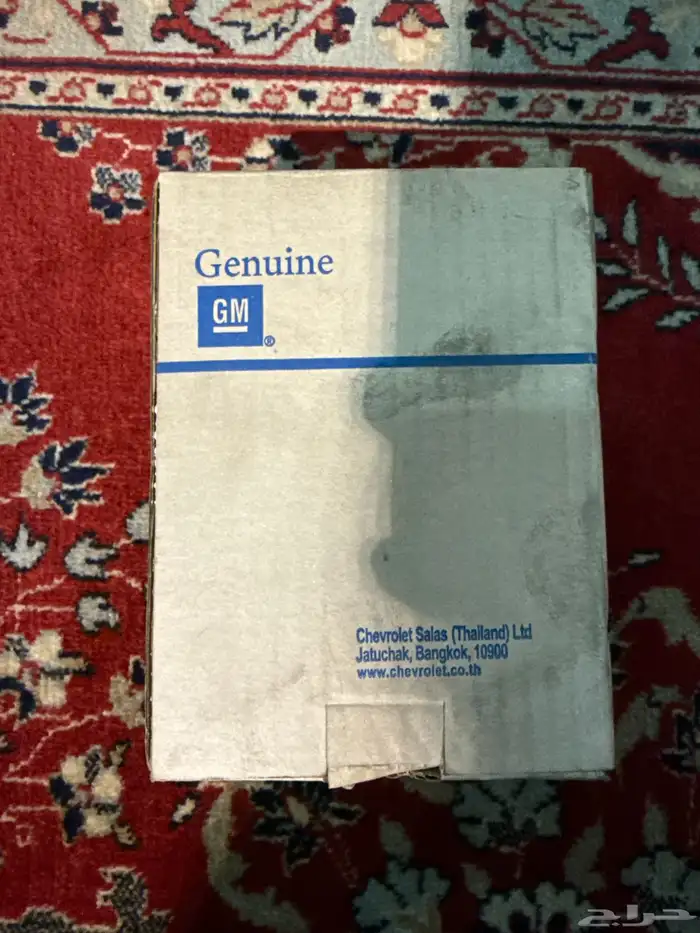 Genuine
GM
®
Chevrolet Salas (Thailand) Ltd
Jatuchak, Bangkok, 10900
www.chevrolet.co.th
حراج